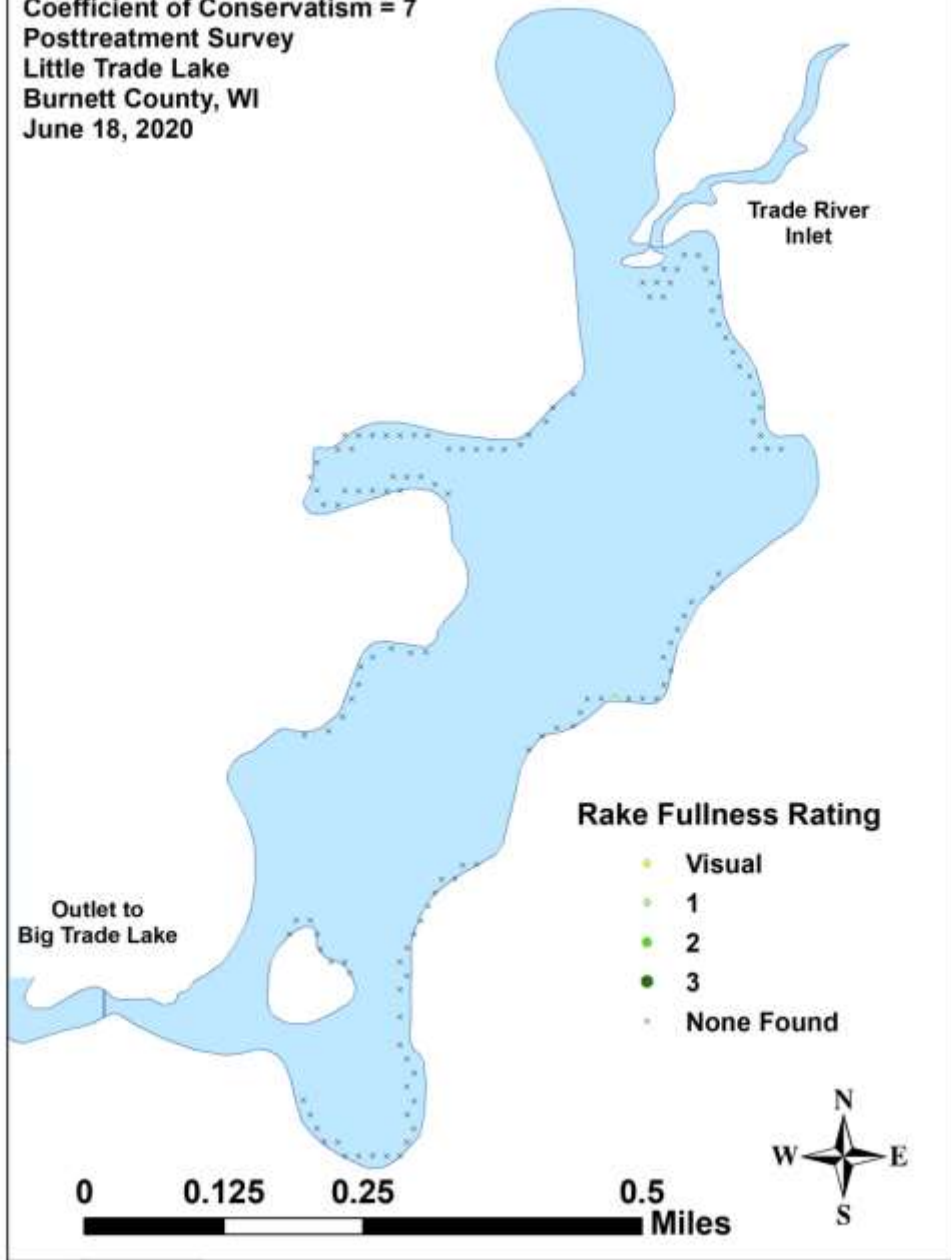 Coefficient of Conservatism = 7
Posttreatment Survey
Little Trade Lake
Burnett County, WI
June 18, 2020
Trade River
Inlet
Rake Fullness Rating
Visual
1
2
3
None Found
Outlet to
Big Trade Lake
N
W E
S
0 0.125 0.25 0.5
Miles